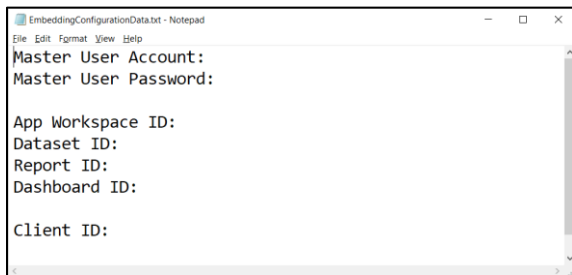 EmbeddingConfigurationData.txt - Notepad
File Edit Format View Help
Master User Account:
Master User Password:
App Workspace ID:
Dataset ID:
Report ID:
Dashboard ID:
Client ID: